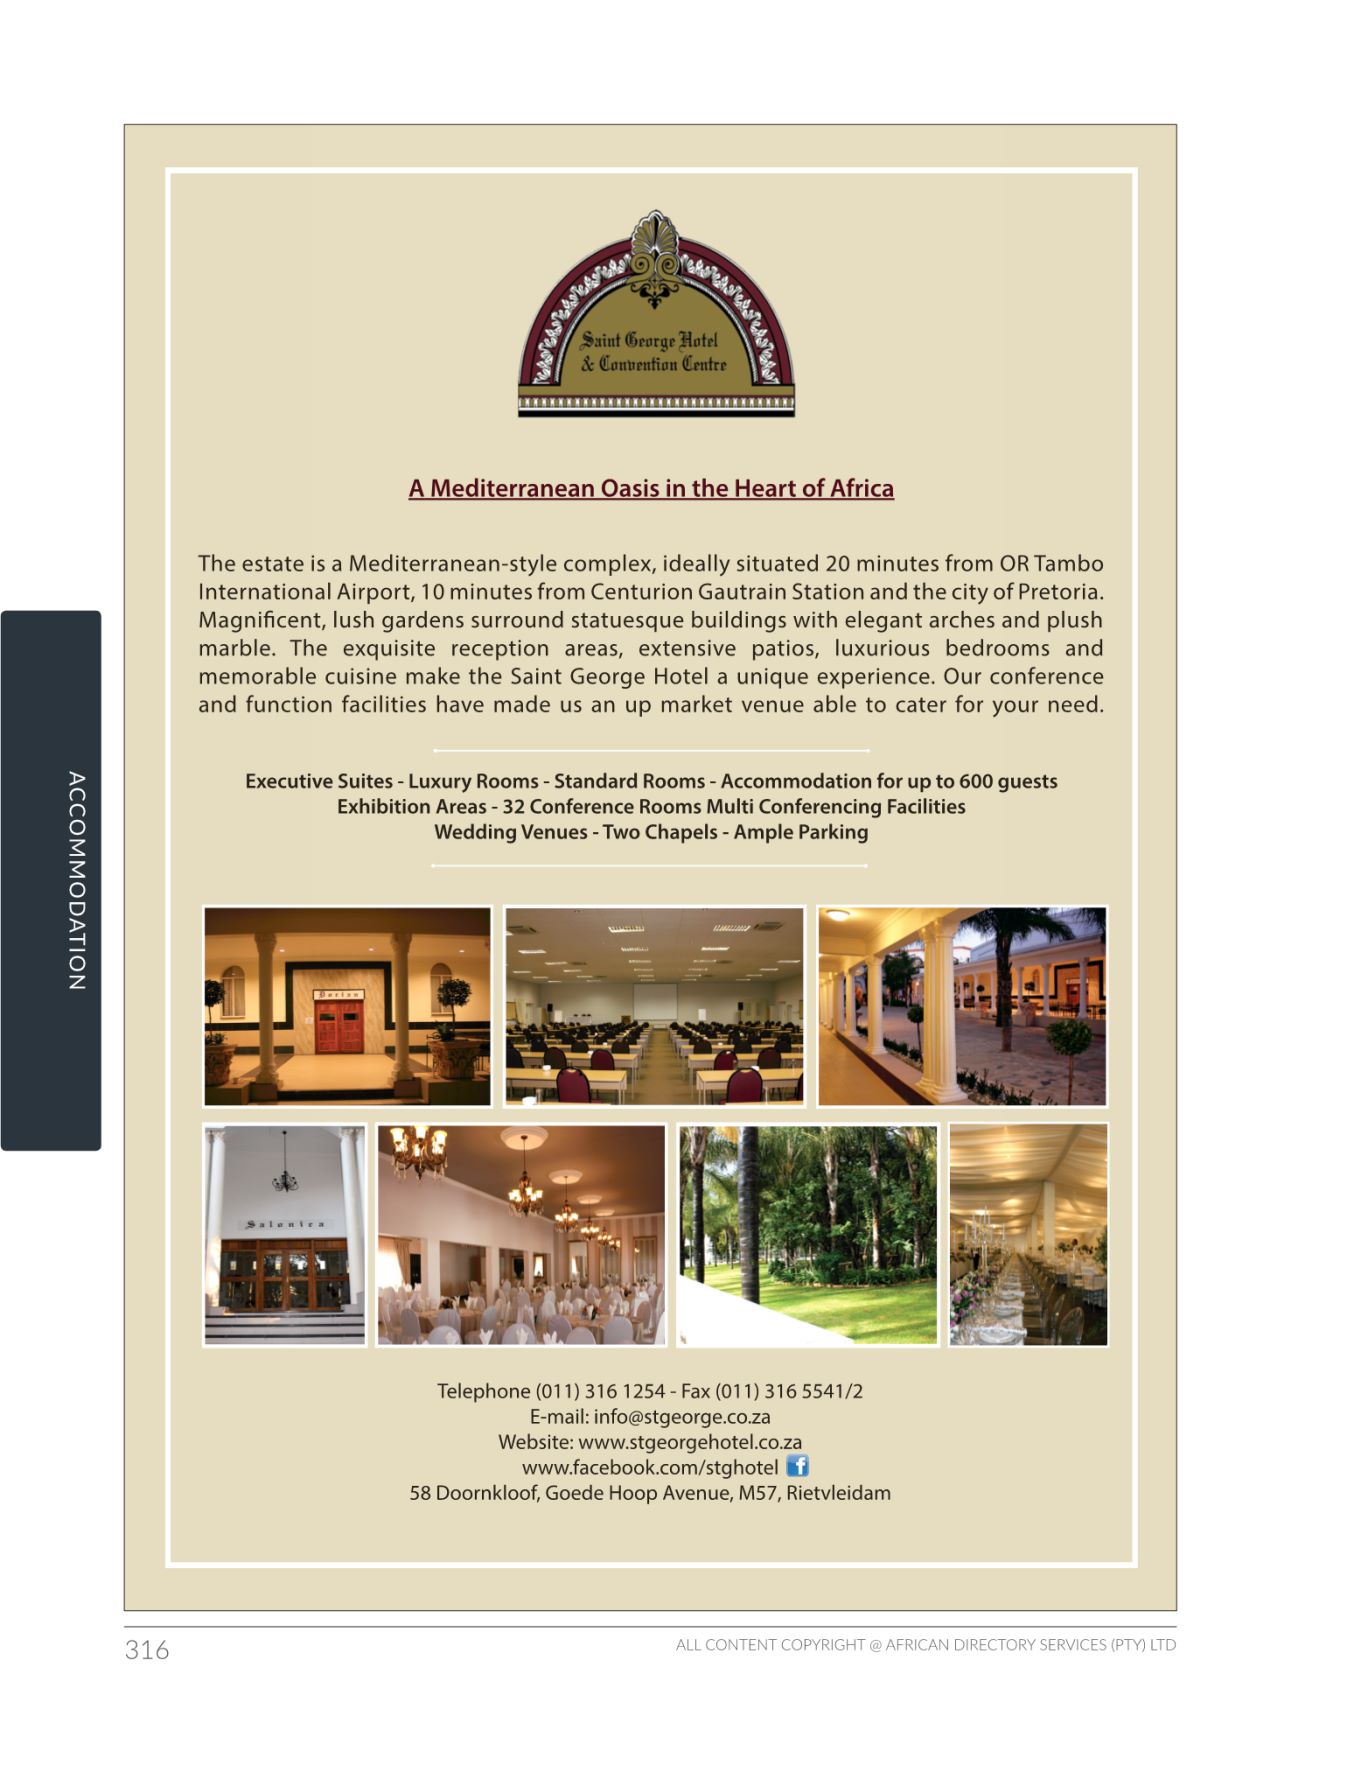 Saint George Hotel
& Convention Centre
A Mediterranean Oasis in the Heart of Africa
The estate is a Mediterranean-style complex, ideally situated 20 minutes from OR Tambo
International Airport, 10 minutes from Centurion Gautrain Station and the city of Pretoria.
Magnificent, lush gardens surround statuesque buildings with elegant arches and plush
marble. The exquisite reception areas, extensive patios, luxurious bedrooms and
memorable cuisine make the Saint George Hotel a unique experience. Our conference
and function facilities have made us an up market venue able to cater for your need.
Executive Suites - Luxury Rooms - Standard Rooms - Accommodation for up to 600 guests
Exhibition Areas - 32 Conference Rooms Multi Conferencing Facilities
Wedding Venues - Two Chapels - Ample Parking
ACCOMMODATION
Dorian
Salonica
Telephone (011) 316 1254 - Fax (011) 316 5541/2
E-mail: info@stgeorge.co.za
Website: www.stgeorgehotel.co.za
www.facebook.com/stghotel f
58 Doornkloof, Goede Hoop Avenue, M57, Rietvleidam
316
ALL CONTENT COPYRIGHT @ AFRICAN DIRECTORY SERVICES (PTY) LTD